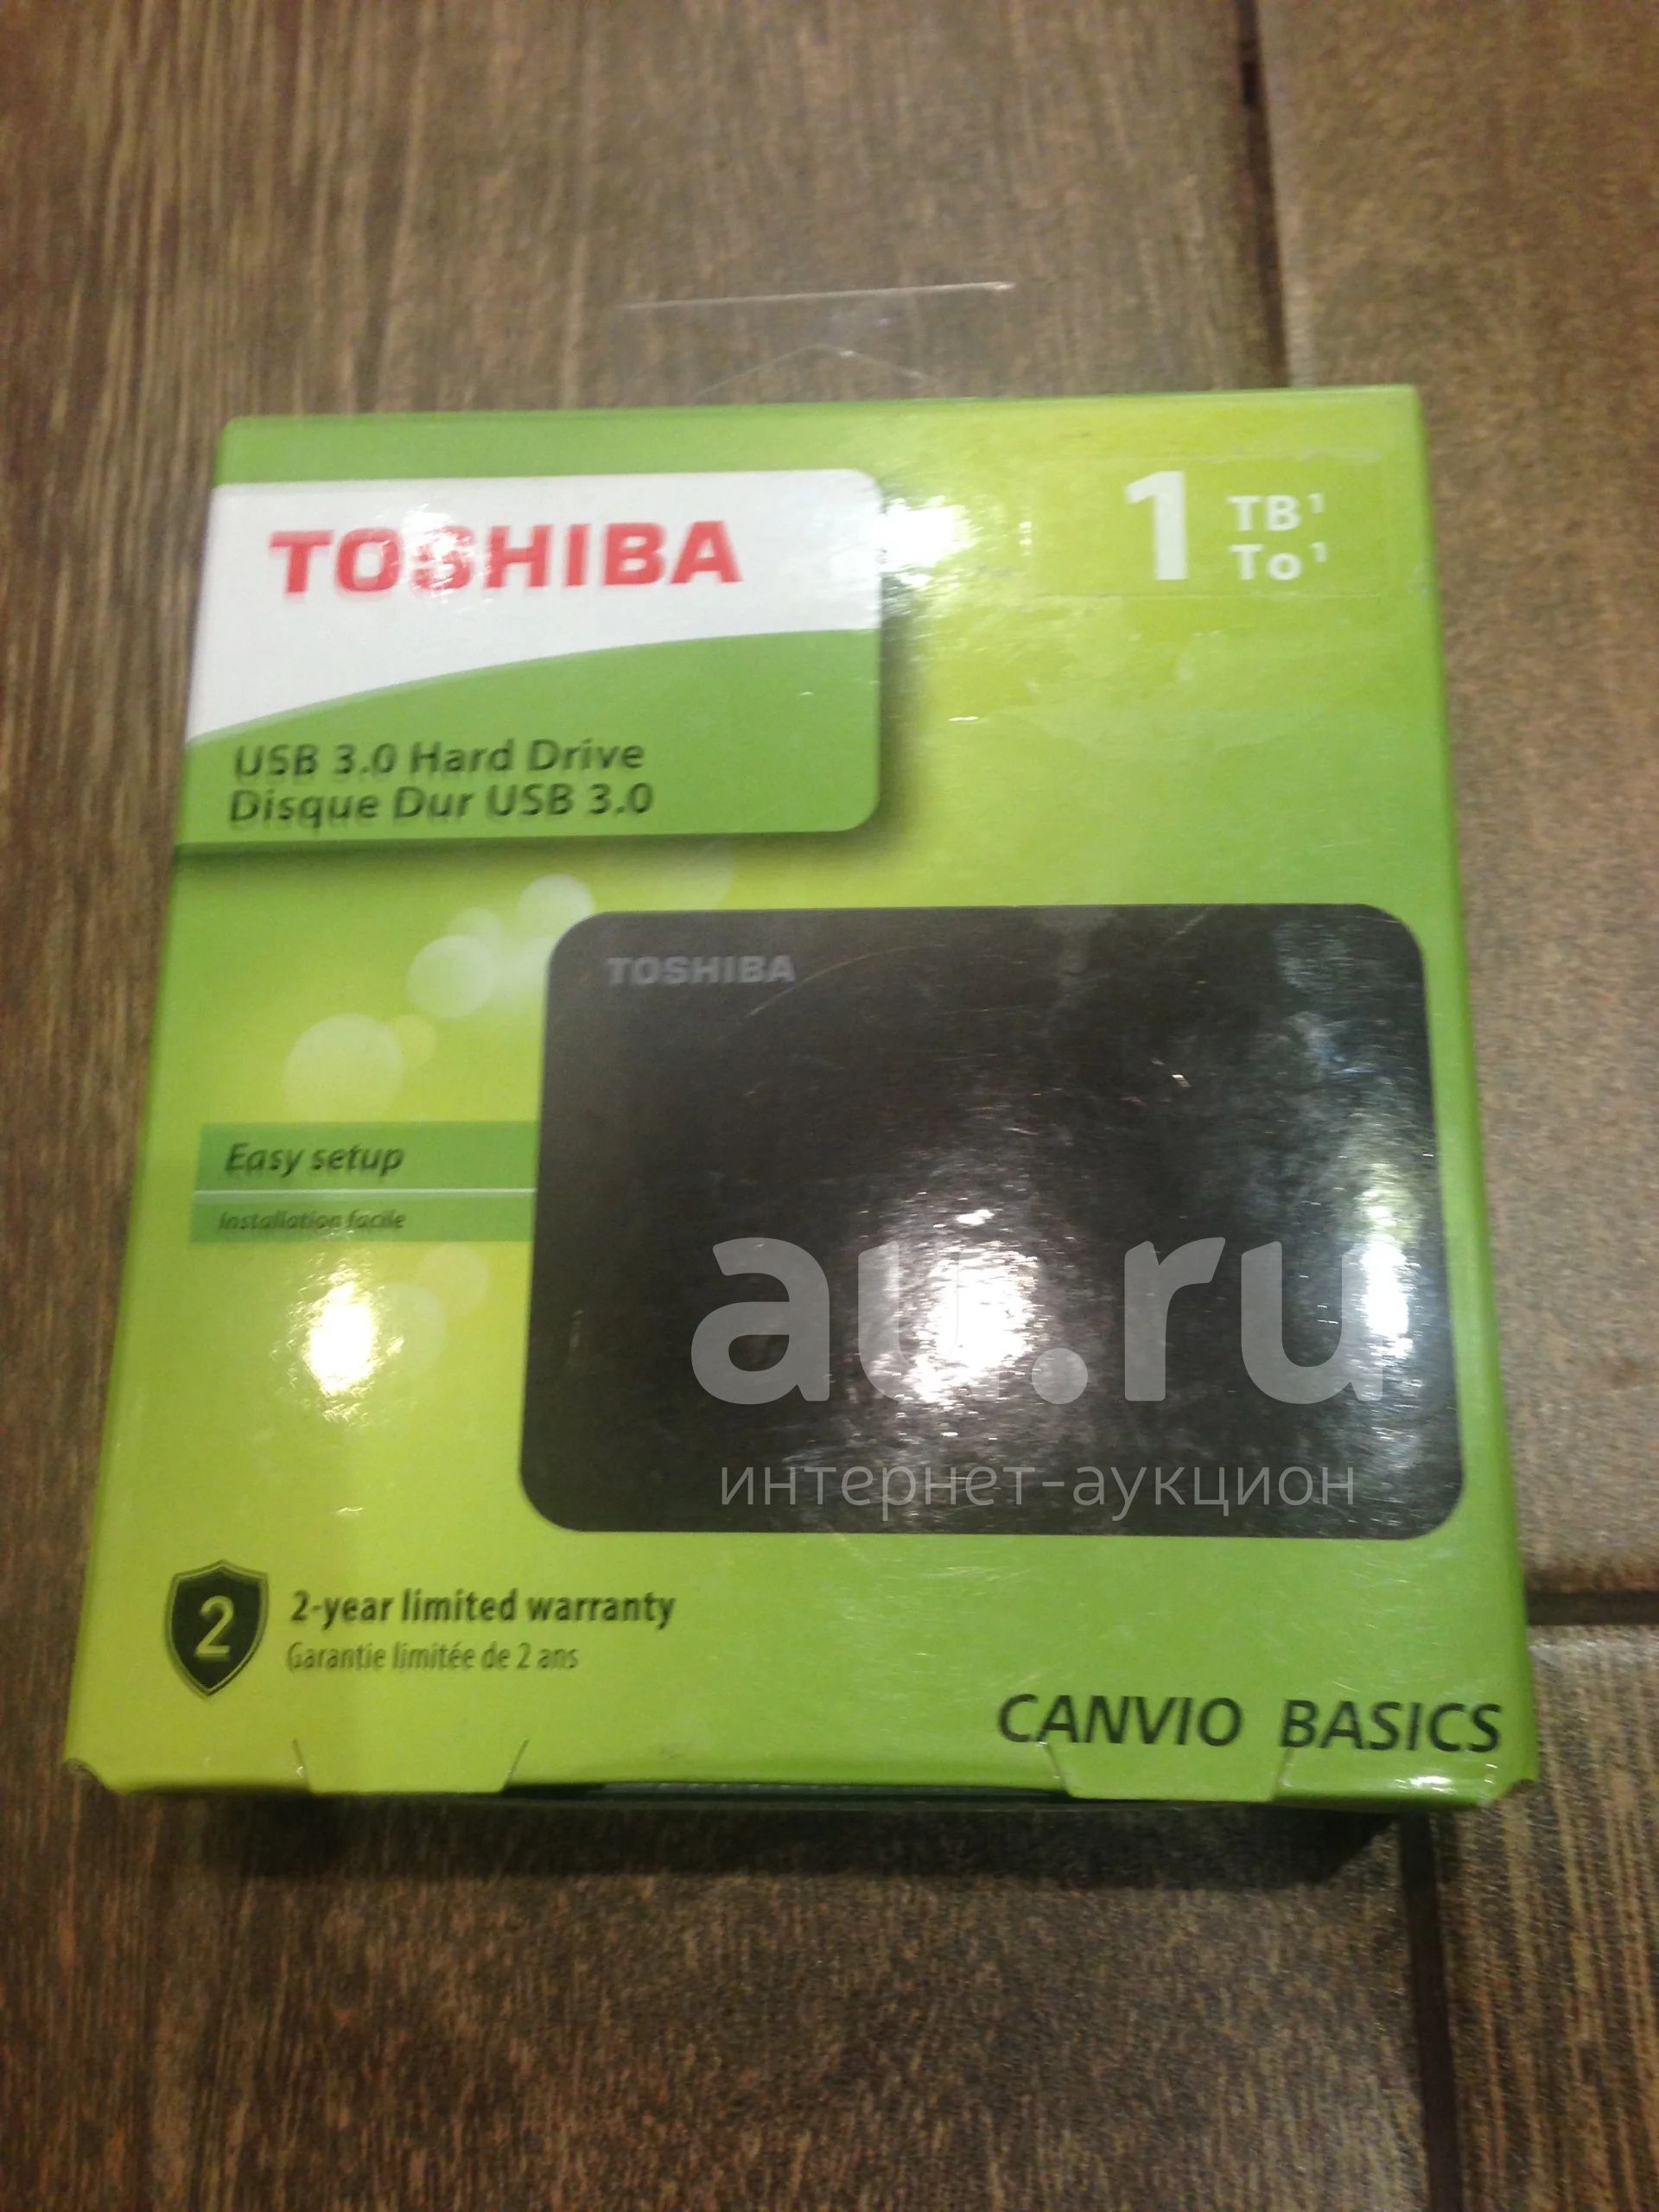 TOSHIBA
1 TB¹
To¹
USB 3.0 Hard Drive
Disque Dur USB 3.0
TOSHIBA
Easy setup
Installation facile
au.ru
интернет-аукцион
2
2-year limited warranty
Garantie limitée de 2 ans
CANVIO BASICS